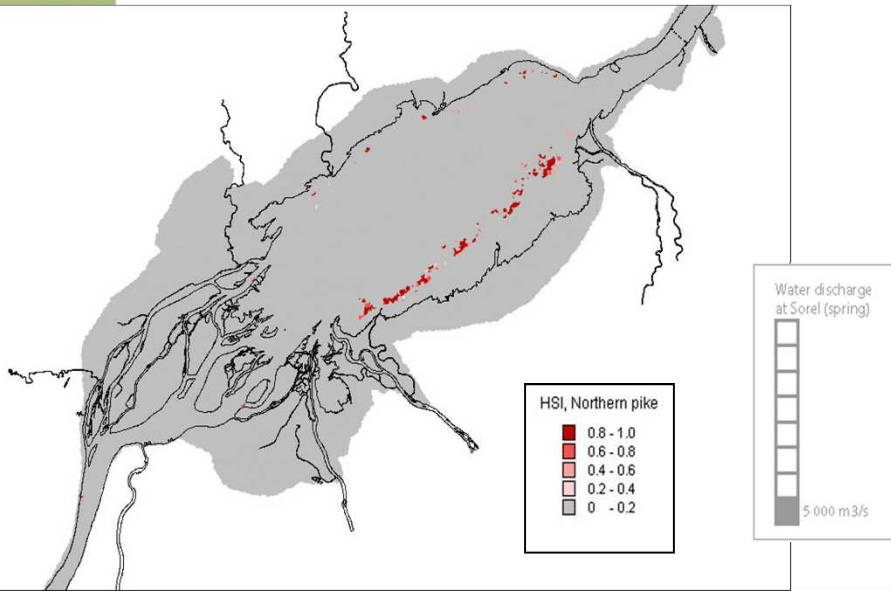 HSI, Northern pike
0.8 - 1.0
0.6 - 0.8
0.4 - 0.6
0.2 - 0.4
0 - 0.2
Water discharge
at Sorel (spring)
5 000 m3/s